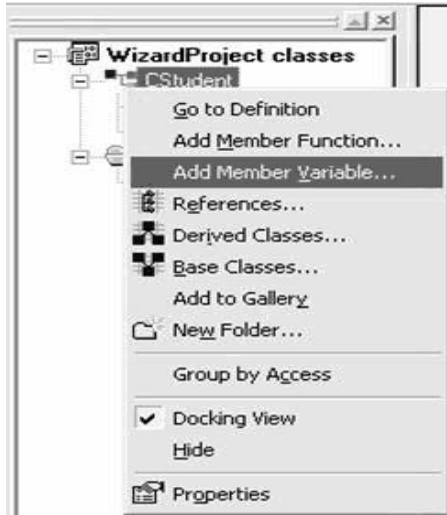 WizardProject classes
CStudent
Go to Definition
Add Member Function...
Add Member Variable...
References...
Derived Classes...
Base Classes...
Add to Gallery
New Folder...
Group by Access
Docking View
Hide
Properties